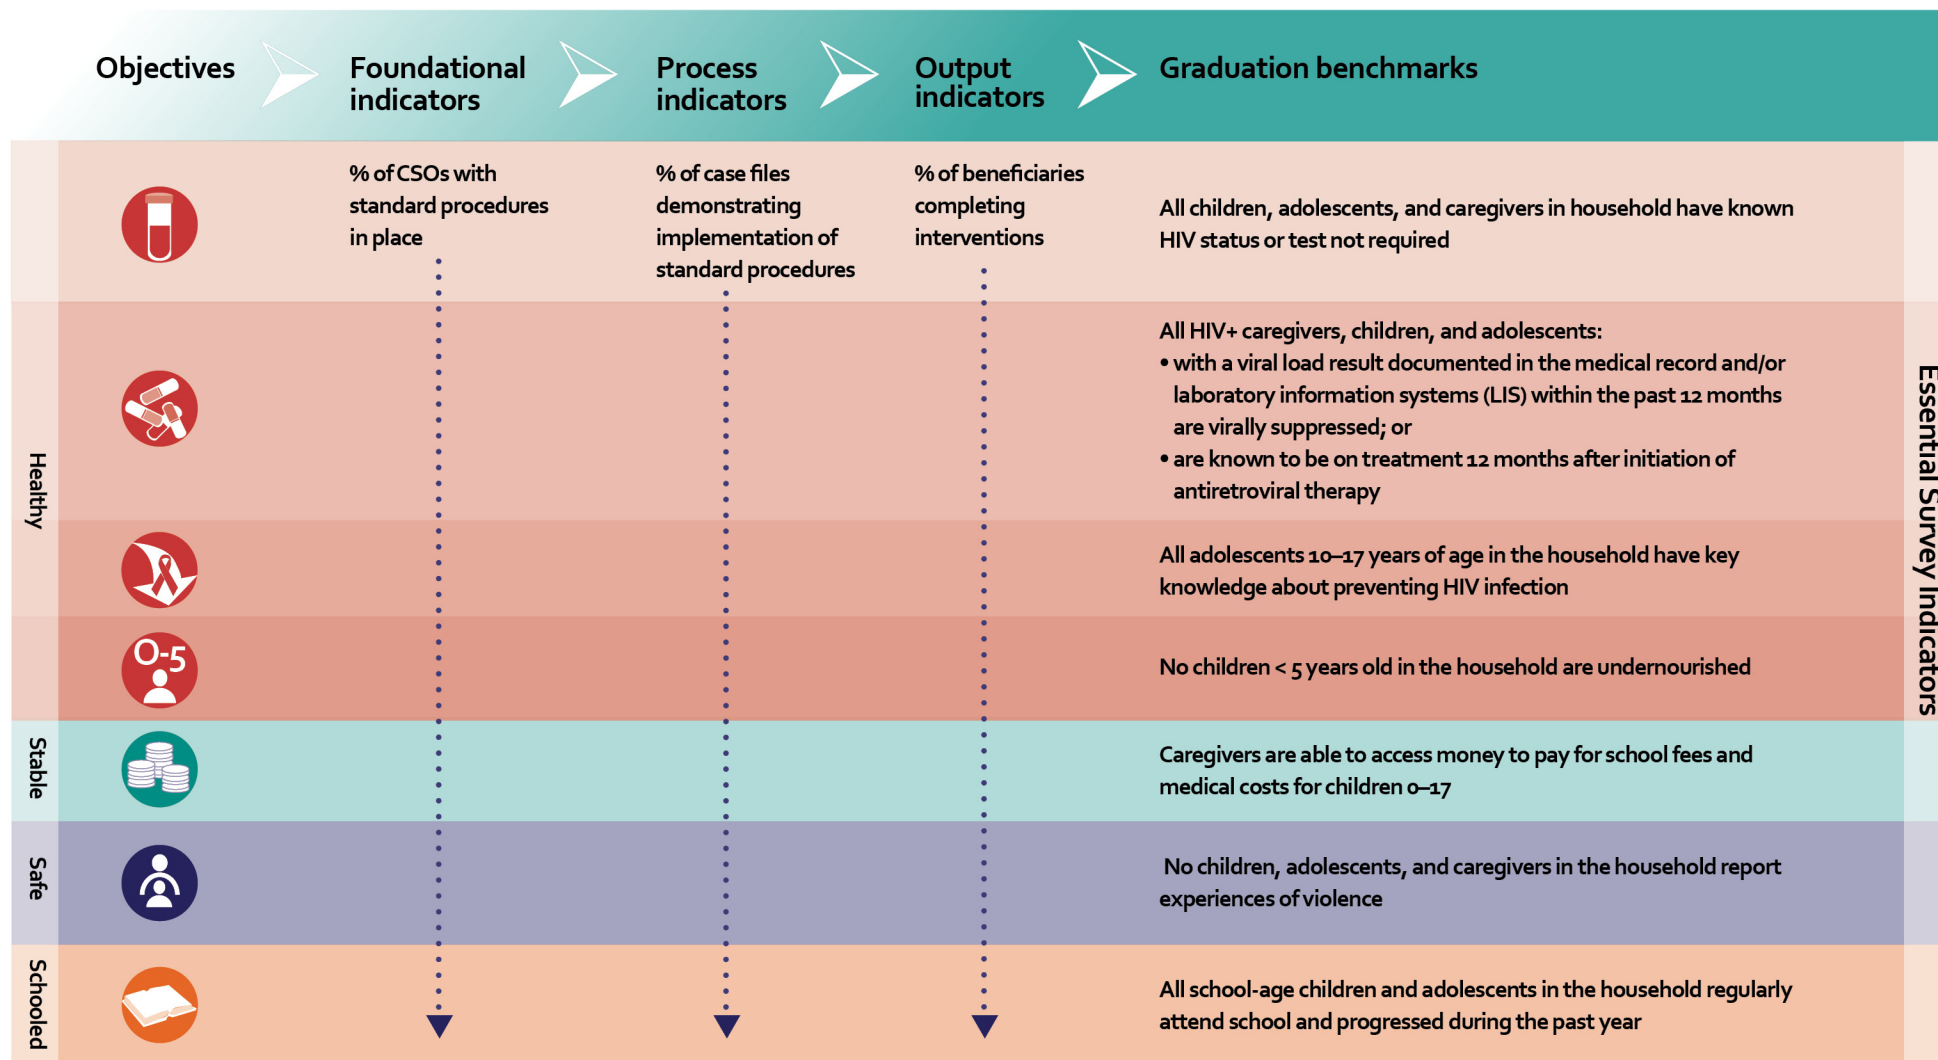 Objectives
Foundational
indicators
Process
indicators
Output
indicators
Graduation benchmarks
Healthy
% of CSOs with
standard procedures
in place
% of case files
demonstrating
implementation of
standard procedures
% of beneficiaries
completing
interventions
All children, adolescents, and caregivers in household have known
HIV status or test not required
All HIV+ caregivers, children, and adolescents:
• with a viral load result documented in the medical record and/or
laboratory information systems (LIS) within the past 12 months
are virally suppressed; or
• are known to be on treatment 12 months after initiation of
antiretroviral therapy
All adolescents 10–17 years of age in the household have key
knowledge about preventing HIV infection
0-5
No children < 5 years old in the household are undernourished
Stable
Caregivers are able to access money to pay for school fees and
medical costs for children 0–17
Safe
No children, adolescents, and caregivers in the household report
experiences of violence
Schooled
All school-age children and adolescents in the household regularly
attend school and progressed during the past year
Essential Survey Indicators